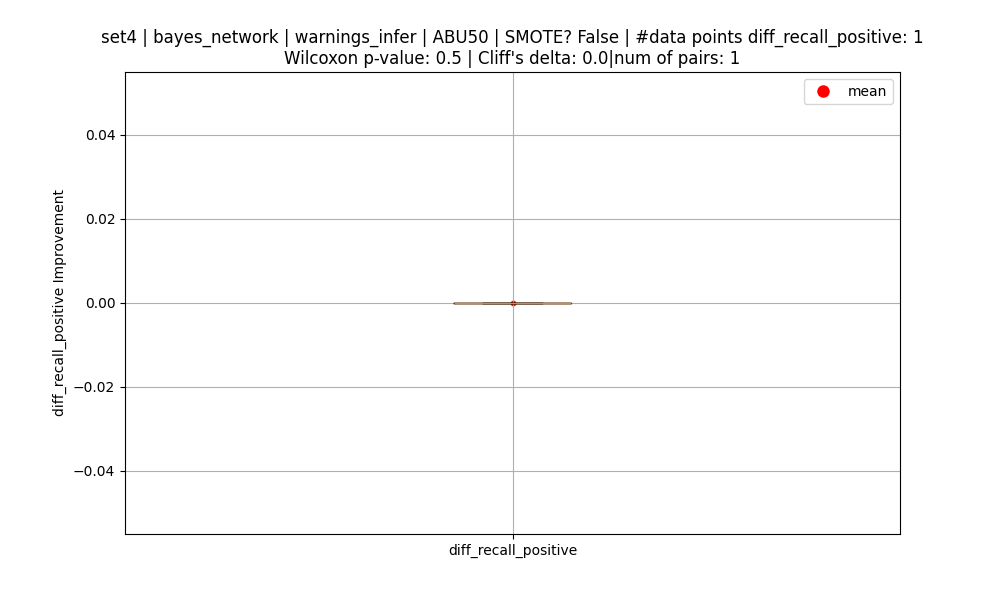 set4 | bayes_network | warnings_infer | ABU50 | SMOTE? False | #data points diff_recall_positive: 1
Wilcoxon p-value: 0.5 | Cliff's delta: 0.0|num of pairs: 1
mean
0.04
0.02
0.00
−0.02
−0.04
diff_recall_positive Improvement
diff_recall_positive